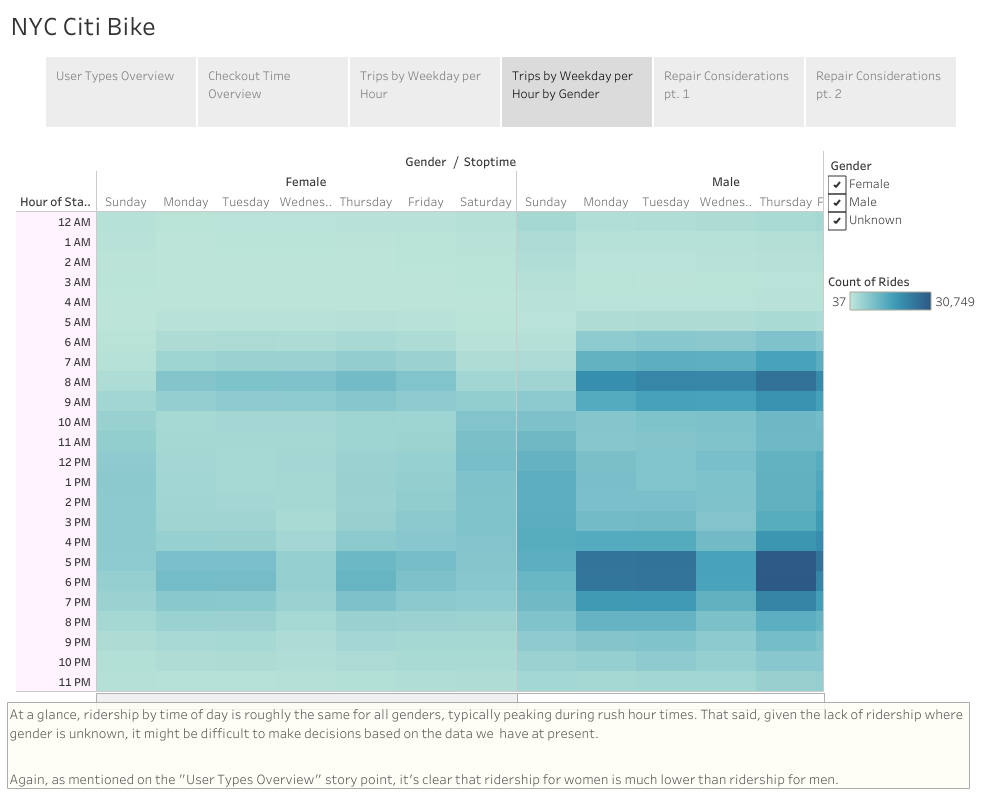 NYC Citi Bike
User Types Overview
Checkout Time
Overview
Trips by Weekday per
Hour
Trips by Weekday per
Hour by Gender
Repair Considerations
pt. 1
Repair Considerations
pt. 2
Gender / Stoptime
Female
Male
Hour of Sta..
Sunday
Monday
Tuesday
Wednes..
Thursday
Friday
Saturday
Sunday
Monday
Tuesday
Wednes..
Thursday
F
12 AM
1 AM
2 AM
3 AM
4 AM
5 AM
6 AM
7 AM
8 AM
9 AM
10 AM
11 AM
12 PM
1 PM
2 PM
3 PM
4 PM
5 PM
6 PM
7 PM
8 PM
9 PM
10 PM
11 PM
Gender
Female
Male
Unknown
Count of Rides
37
30,749
At a glance, ridership by time of day is roughly the same for all genders, typically peaking during rush hour times. That said, given the lack of ridership where
gender is unknown, it might be difficult to make decisions based on the data we  have at present.
Again, as mentioned on the "User Types Overview" story point, it's clear that ridership for women is much lower than ridership for men.